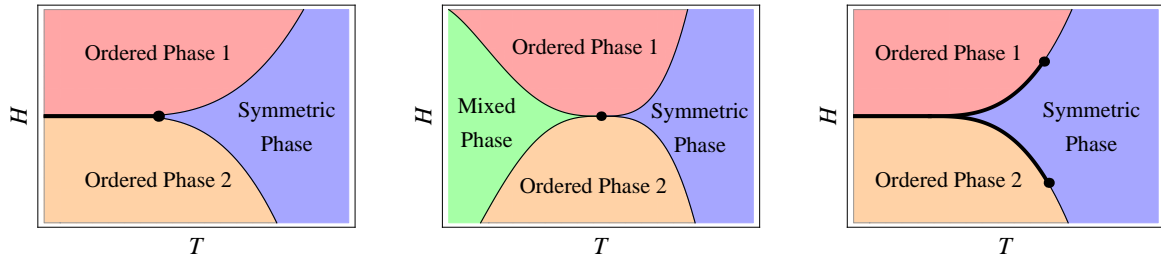 Ordered Phase 1
Symmetric
Phase
Ordered Phase 2
H
T
Ordered Phase 1
Mixed
Phase
Symmetric
Phase
Ordered Phase 2
H
T
Ordered Phase 1
Symmetric
Phase
Ordered Phase 2
H
T